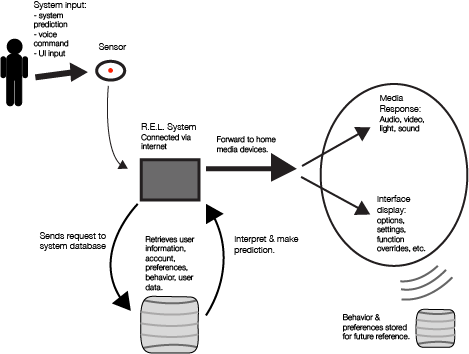 System input:
- system
prediction
- voice
command
- UI input
Sensor
R.E.L. System
Connected via
internet
Forward to home
media devices.
Media
Response:
Audio, video,
light, sound
Interface
display:
options,
settings,
function
overrides, etc.
Sends request to
system database
Retrieves user
information,
account,
preferences,
behavior, user
data.
Interpret & make
prediction.
Behavior &
preferences stored
for future reference.